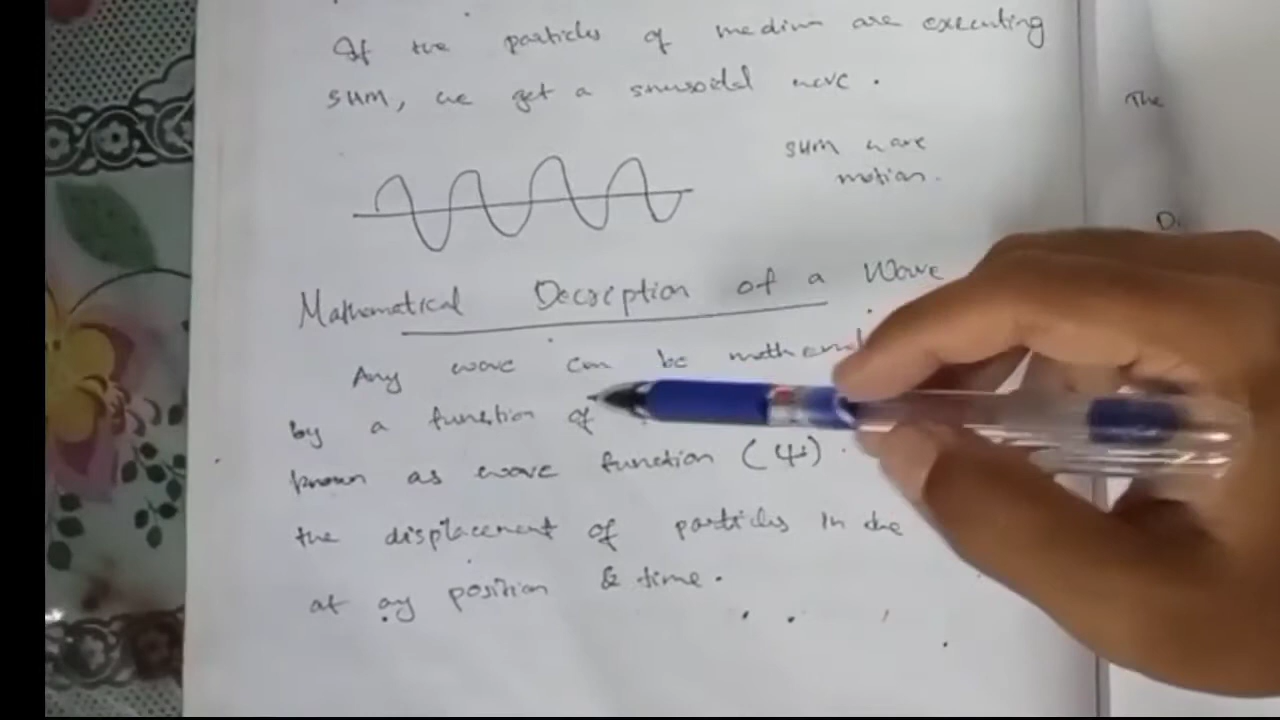 If the particles of medium are executing
SHM, we get a sinusoidal wave.
SHM wave
motion.
Mathematical Decsription of a Wave
Any wave can be
by a function of
known as wave function (ψ).
the displacement of particles in the
at any position & time.
The